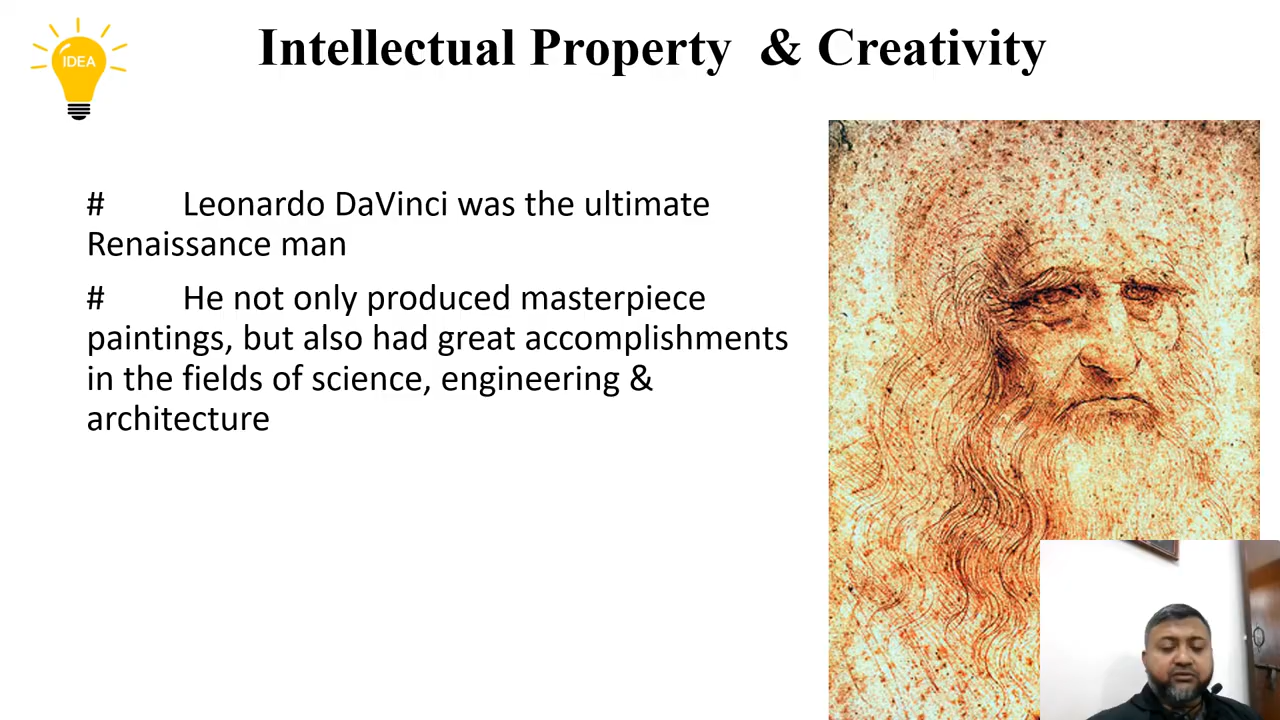 IDEA
Intellectual Property & Creativity
# Leonardo DaVinci was the ultimate
Renaissance man
# He not only produced masterpiece
paintings, but also had great accomplishments
in the fields of science, engineering &
architecture